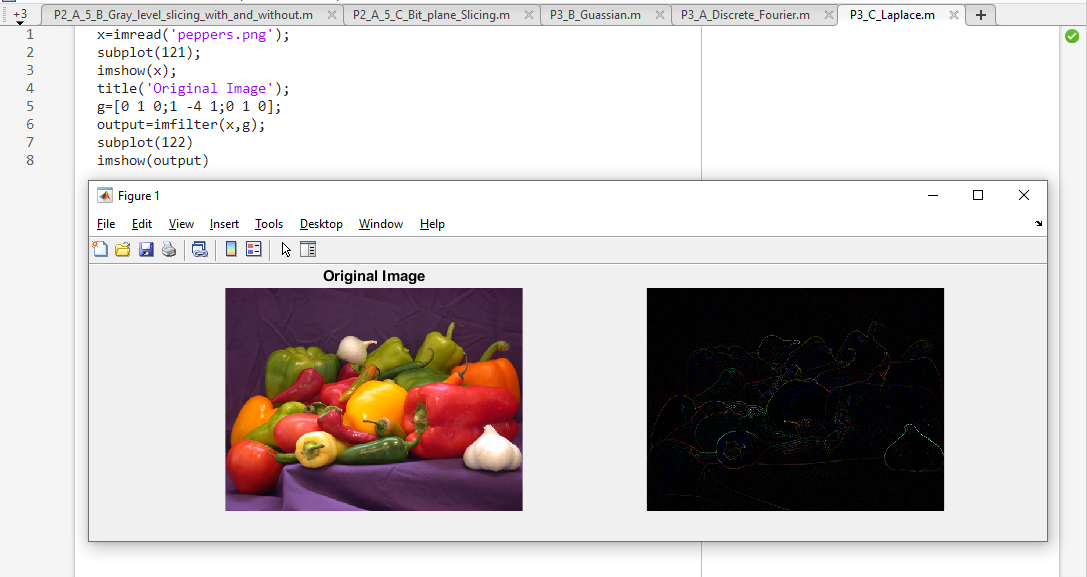 +3 P2_A_5_B_Gray_level_slicing_with_and_without.m P2_A_5_C_Bit_plane_Slicing.m P3_B_Guassian.m P3_A_Discrete_Fourier.m P3_C_Laplace.m
1 x=imread('peppers.png');
2 subplot(121);
3 imshow(x);
4 title('Original Image');
5 g=[0 1 0;1 -4 1;0 1 0];
6 output=imfilter(x,g);
7 subplot(122)
8 imshow(output)
Figure 1
File Edit View Insert Tools Desktop Window Help
Original Image